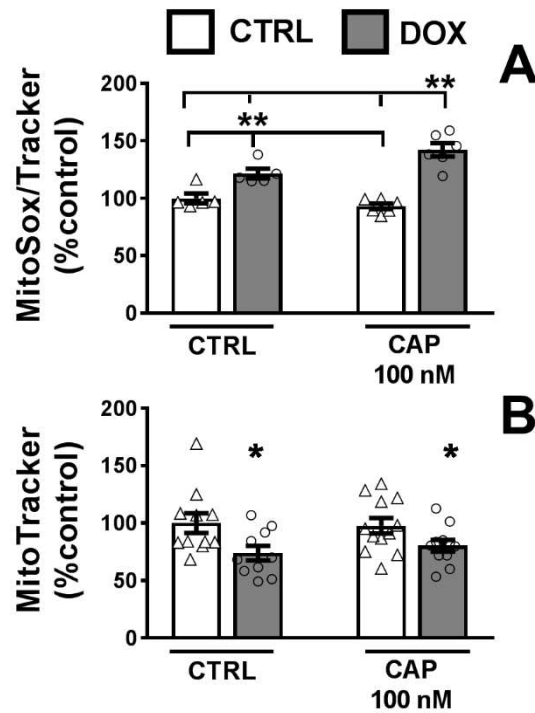 CTRL DOX
A
200
**
**
150
100
50
0
MitoSox/Tracker
(%control)
CTRL CAP
100 nM
B
200
* *
150
100
50
0
MitoTracker
(%control)
CTRL CAP
100 nM